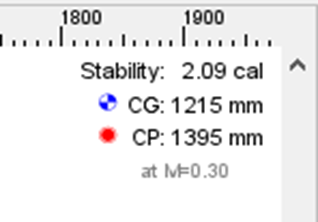 1800 1900
Stability: 2.09 cal
CG: 1215 mm
CP: 1395 mm
at M=0.30